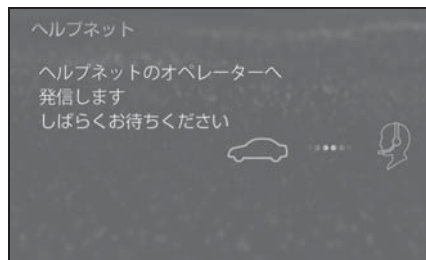 ヘルプネット
ヘルプネットのオペレーターへ
発信します
しばらくお待ちください